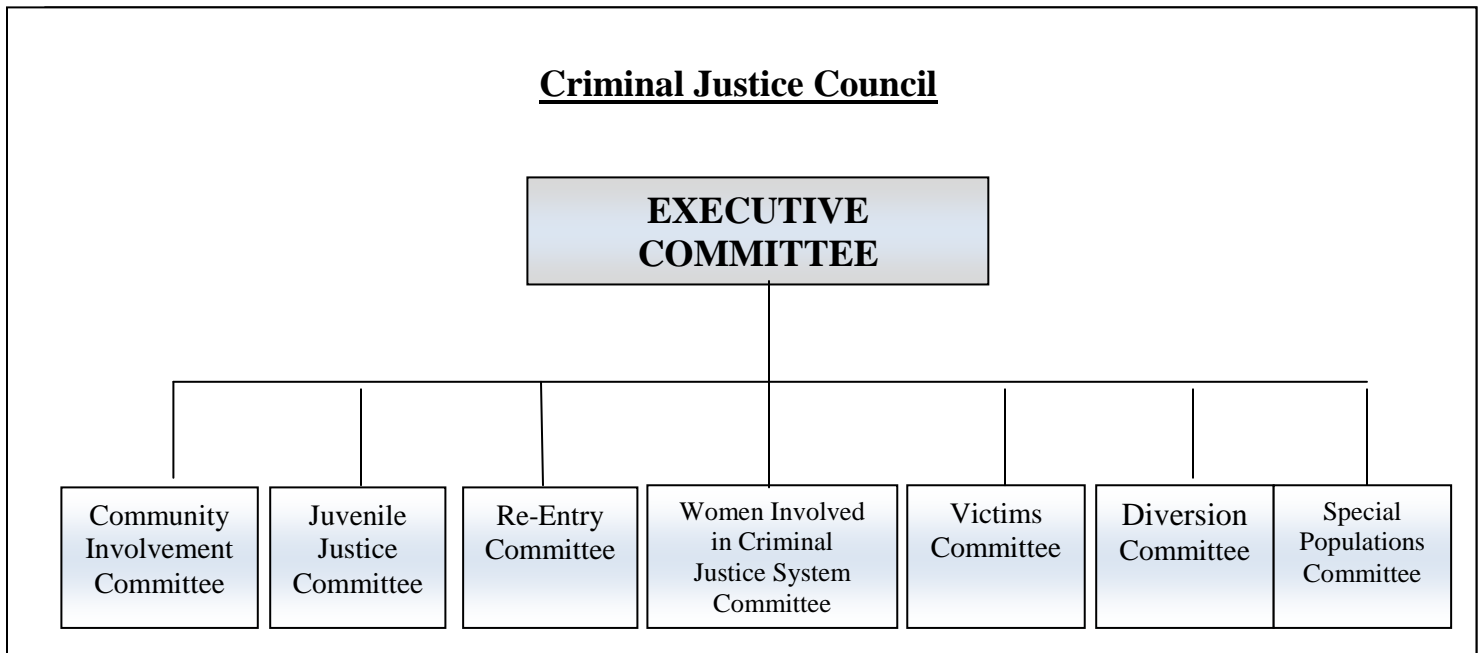 Criminal Justice Council
EXECUTIVE
COMMITTEE
Community
Involvement
Committee
Juvenile
Justice
Committee
Re-Entry
Committee
Women Involved
in Criminal
Justice System
Committee
Victims
Committee
Diversion
Committee
Special
Populations
Committee